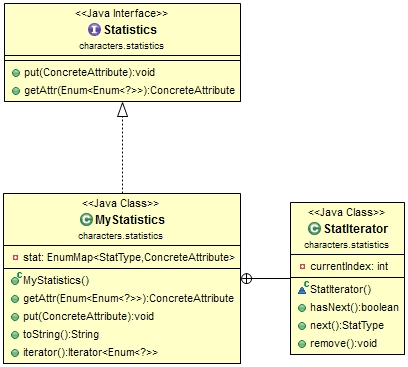 <<Java Interface>>
Statistics
characters.statistics
put(ConcreteAttribute):void
getAttr(Enum<Enum<?>>):ConcreteAttribute
<<Java Class>>
MyStatistics
characters.statistics
stat: EnumMap<StatType,ConcreteAttribute>
MyStatistics()
getAttr(Enum<Enum<?>>):ConcreteAttribute
put(ConcreteAttribute):void
toString():String
iterator():Iterator<Enum<?>>
<<Java Class>>
StatIterator
characters.statistics
currentIndex: int
StatIterator()
hasNext():boolean
next():StatType
remove():void